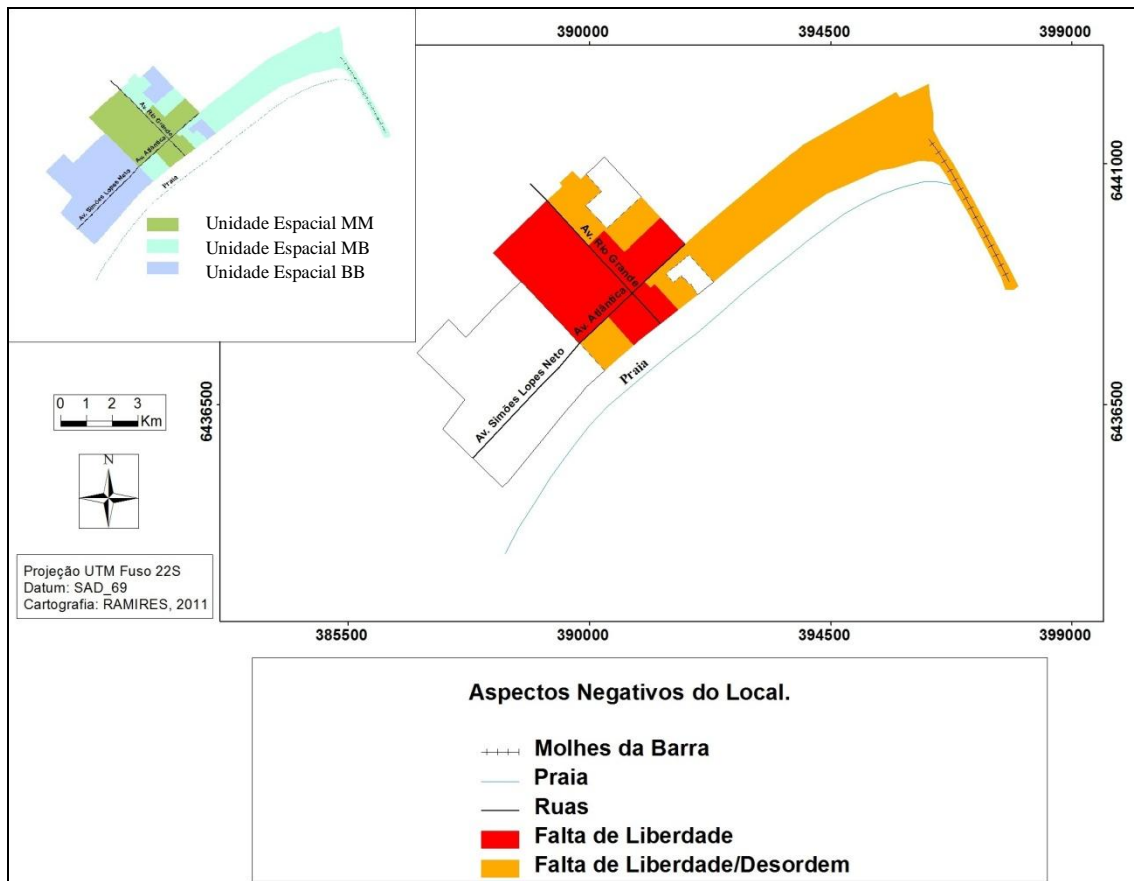 390000
394500
399000
Av. Rio Grande
Av. Atlântica
Av. Simões Lopes Neto
Praia
Unidade Espacial MM
Unidade Espacial MB
Unidade Espacial BB
6441000
Av. Rio Grande
Av. Atlântica
Av. Simões Lopes Neto
Praia
6436500
6436500
0 1 2 3
Km
N
Projeção UTM Fuso 22S
Datum: SAD_69
Cartografia: RAMIRES, 2011
385500
390000
394500
399000
Aspectos Negativos do Local.
Molhes da Barra
Praia
Ruas
Falta de Liberdade
Falta de Liberdade/Desordem